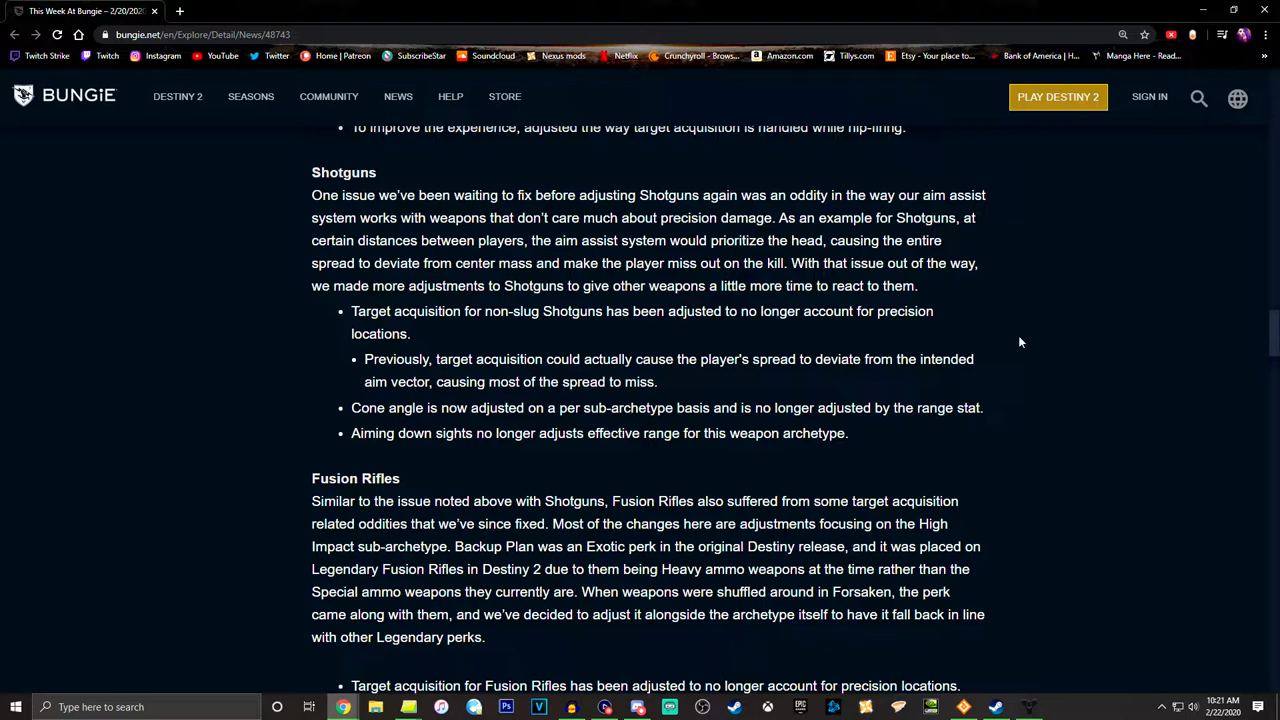 This Week At Bungie – 2/20/2020
bungie.net/en/Explore/Detail/News/48743
Twitch Strike Twitch Instagram YouTube Twitter Home | Patreon SubscribeStar Soundcloud Nexus mods Netflix Crunchyroll - Brows... Amazon.com Tillys.com Etsy - Your place to... Bank of America | H... Manga Here - Read...
BUNGiE DESTINY 2 SEASONS COMMUNITY NEWS HELP STORE PLAY DESTINY 2 SIGN IN
• To improve the experience, adjusted the way target acquisition is handled while hip-firing.
Shotguns
One issue we've been waiting to fix before adjusting Shotguns again was an oddity in the way our aim assist
system works with weapons that don't care much about precision damage. As an example for Shotguns, at
certain distances between players, the aim assist system would prioritize the head, causing the entire
spread to deviate from center mass and make the player miss out on the kill. With that issue out of the way,
we made more adjustments to Shotguns to give other weapons a little more time to react to them.
• Target acquisition for non-slug Shotguns has been adjusted to no longer account for precision
locations.
• Previously, target acquisition could actually cause the player's spread to deviate from the intended
aim vector, causing most of the spread to miss.
• Cone angle is now adjusted on a per sub-archetype basis and is no longer adjusted by the range stat.
• Aiming down sights no longer adjusts effective range for this weapon archetype.
Fusion Rifles
Similar to the issue noted above with Shotguns, Fusion Rifles also suffered from some target acquisition
related oddities that we've since fixed. Most of the changes here are adjustments focusing on the High
Impact sub-archetype. Backup Plan was an Exotic perk in the original Destiny release, and it was placed on
Legendary Fusion Rifles in Destiny 2 due to them being Heavy ammo weapons at the time rather than the
Special ammo weapons they currently are. When weapons were shuffled around in Forsaken, the perk
came along with them, and we've decided to adjust it alongside the archetype itself to have it fall back in line
with other Legendary perks.
• Target acquisition for Fusion Rifles has been adjusted to no longer account for precision locations.
Type here to search
10:21 AM
2/22/2020